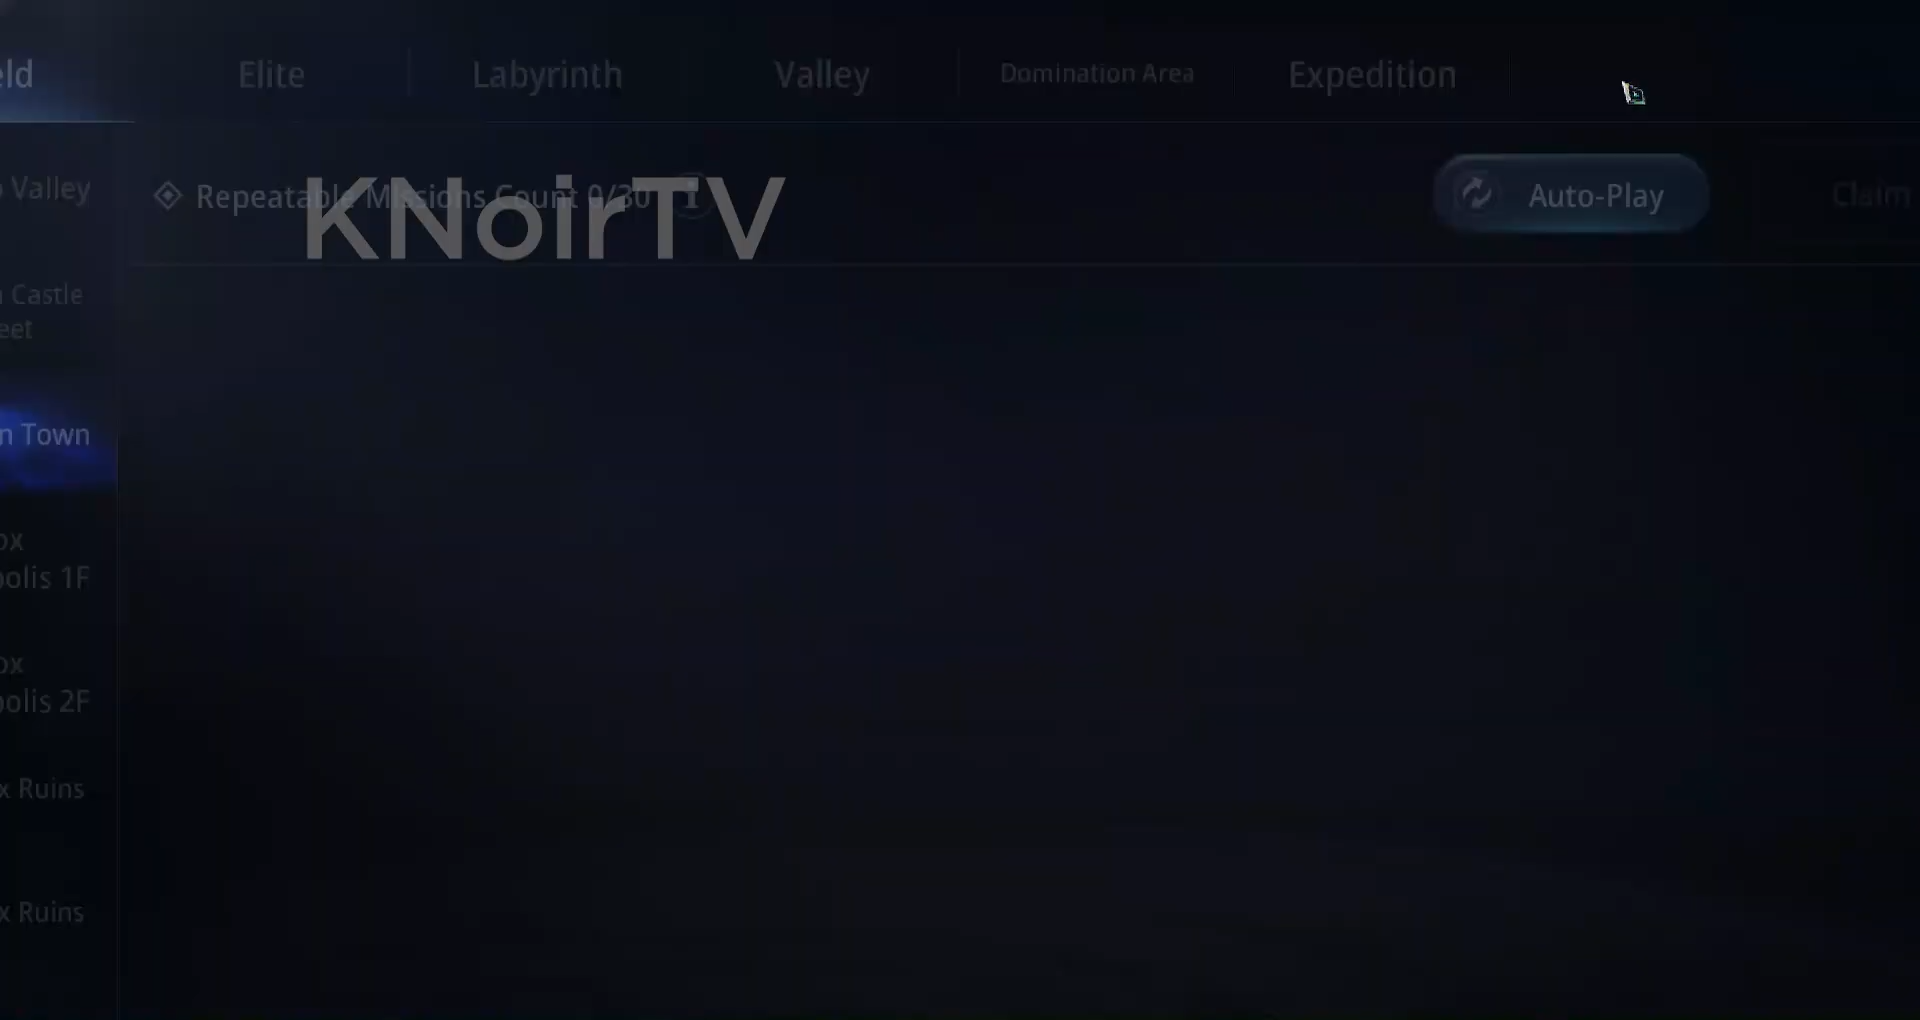 eld Elite Labyrinth Valley Domination Area Expedition
Valley
Repeatable Missions Count 0/30
Auto-Play
Claim
KNoirTV
Castle
eet
n Town
ox
polis 1F
ox
polis 2F
x Ruins
x Ruins